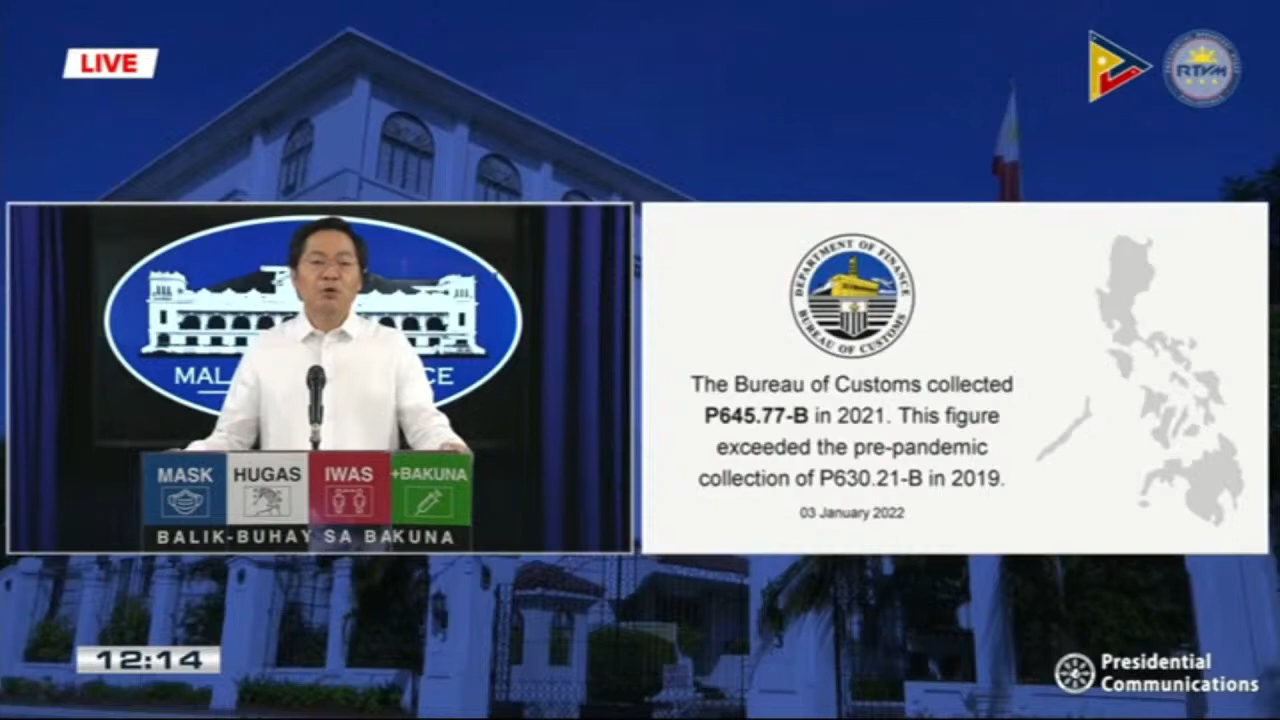 LIVE
RTVM
MAL CE
MASK
HUGAS
IWAS
+BAKUNA
BALIK-BUHAY SA BAKUNA
DEPARTMENT OF FINANCE
BUREAU OF CUSTOMS
The Bureau of Customs collected
P645.77-B in 2021. This figure
exceeded the pre-pandemic
collection of P630.21-B in 2019.
03 January 2022
12:14
Presidential
Communications